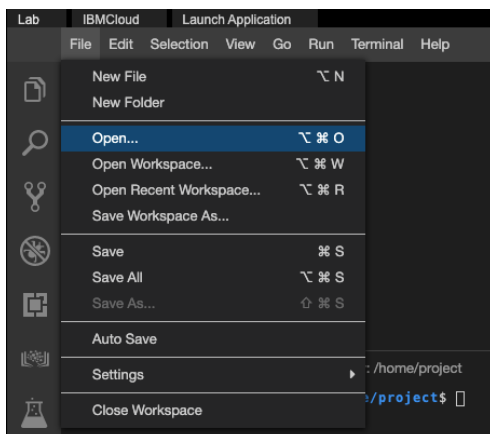 Lab IBMCloud Launch Application
File Edit Selection View Go Run Terminal Help
New File ⌥ N
New Folder
Open... ⌥ ⌘ O
Open Workspace... ⌥ ⌘ W
Open Recent Workspace... ⌥ ⌘ R
Save Workspace As...
Save ⌘ S
Save All ⌥ ⌘ S
Save As... ⇧ ⌘ S
Auto Save
: /home/project
Settings
e/project$
Close Workspace